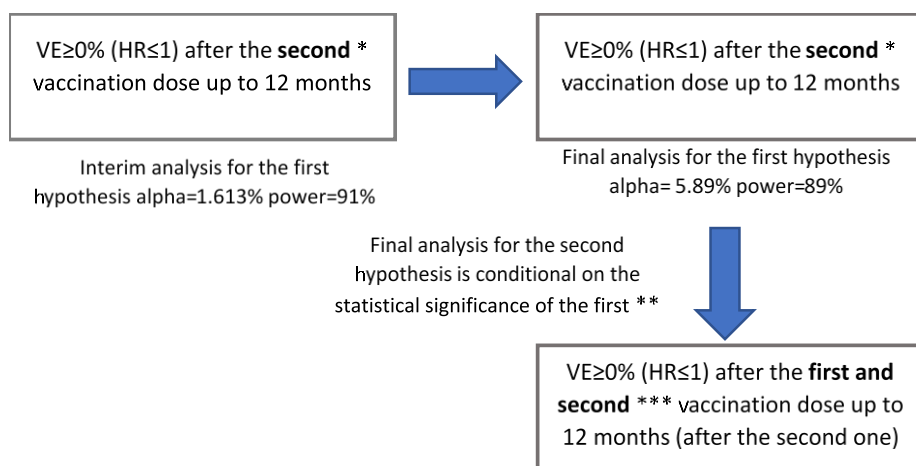 VE≥0% (HR≤1) after the second *
vaccination dose up to 12 months
VE≥0% (HR≤1) after the second *
vaccination dose up to 12 months
Interim analysis for the first
hypothesis alpha=1.613% power=91%
Final analysis for the first hypothesis
alpha= 5.89% power=89%
Final analysis for the second
hypothesis is conditional on the
statistical significance of the first **
VE≥0% (HR≤1) after the first and
second *** vaccination dose up to
12 months (after the second one)